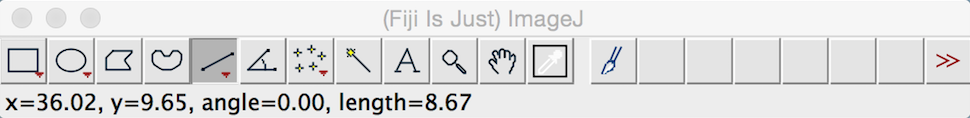 (Fiji Is Just) ImageJ
A
>>
x=36.02, y=9.65, angle=0.00, length=8.67